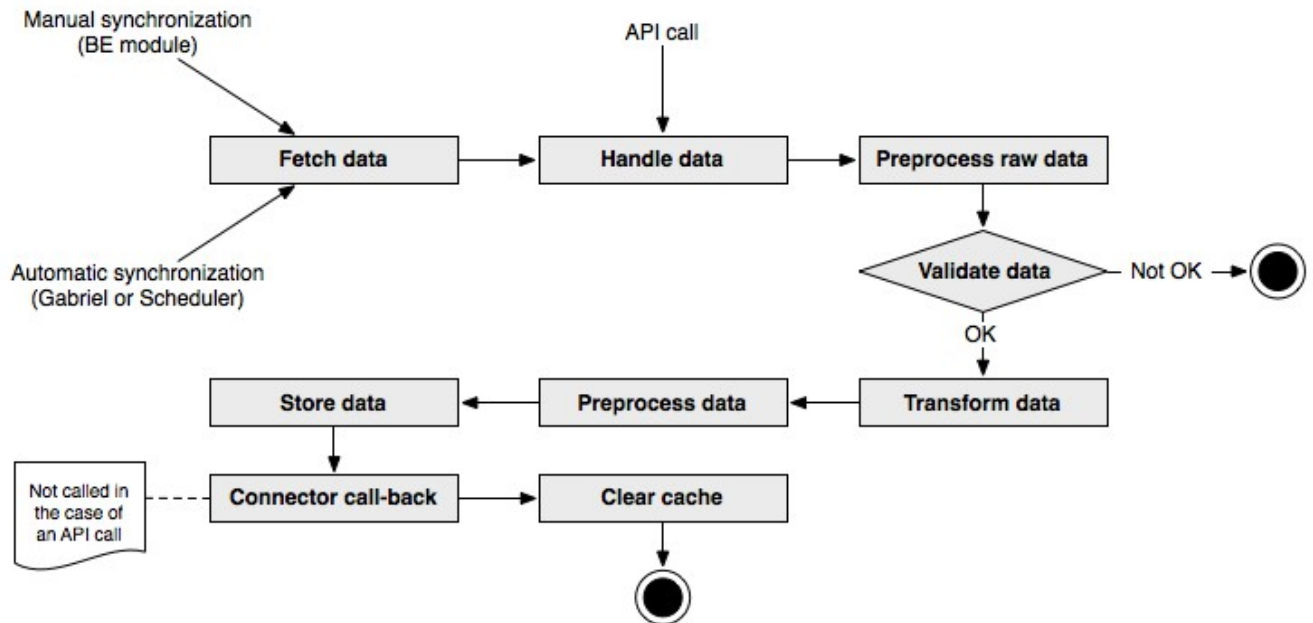 Manual synchronization
(BE module)
API call
Fetch data
Handle data
Preprocess raw data
Automatic synchronization
(Gabriel or Scheduler)
Validate data
Not OK
OK
Store data
Preprocess data
Transform data
Not called in
the case of
an API call
Connector call-back
Clear cache